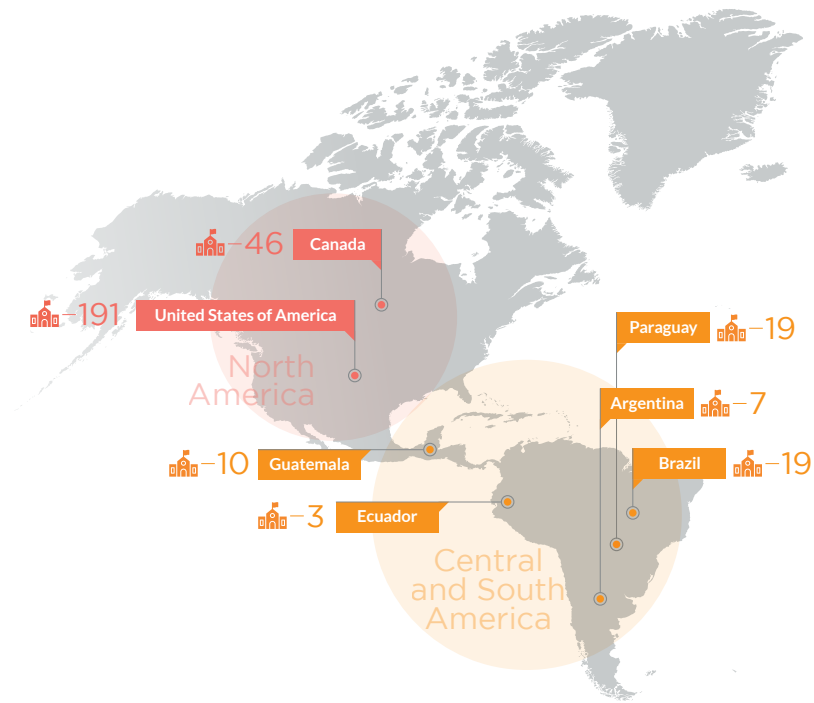 –46 Canada
–191 United States of America
North
America
Paraguay –19
Argentina –7
–10 Guatemala
Brazil –19
–3 Ecuador
Central
and South
America